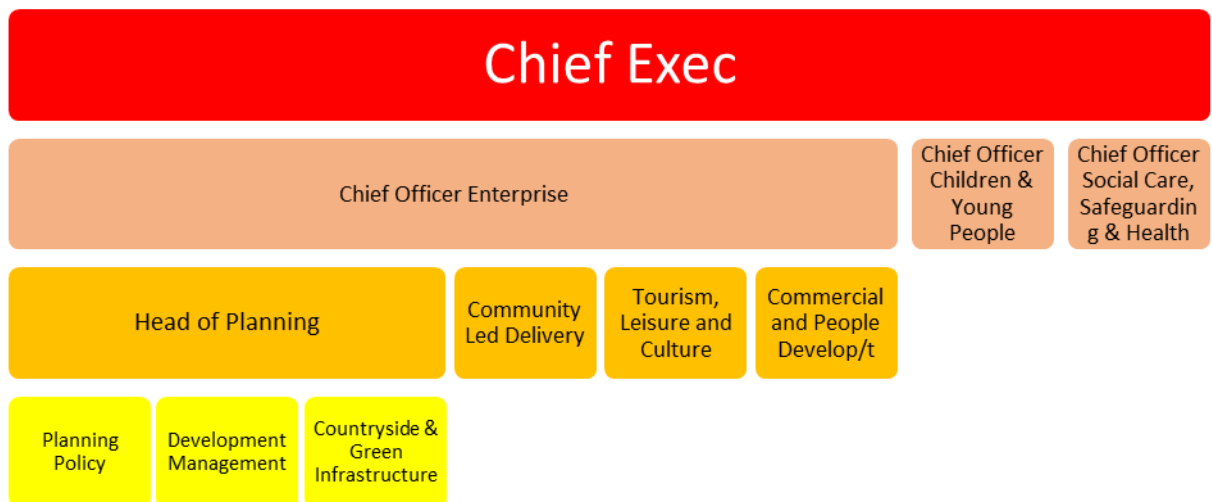 Chief Exec
Chief Officer Enterprise
Chief Officer
Children &
Young
People
Chief Officer
Social Care,
Safeguardin
g & Health
Head of Planning
Community
Led Delivery
Tourism,
Leisure and
Culture
Commercial
and People
Develop/t
Planning
Policy
Development
Management
Countryside &
Green
Infrastructure